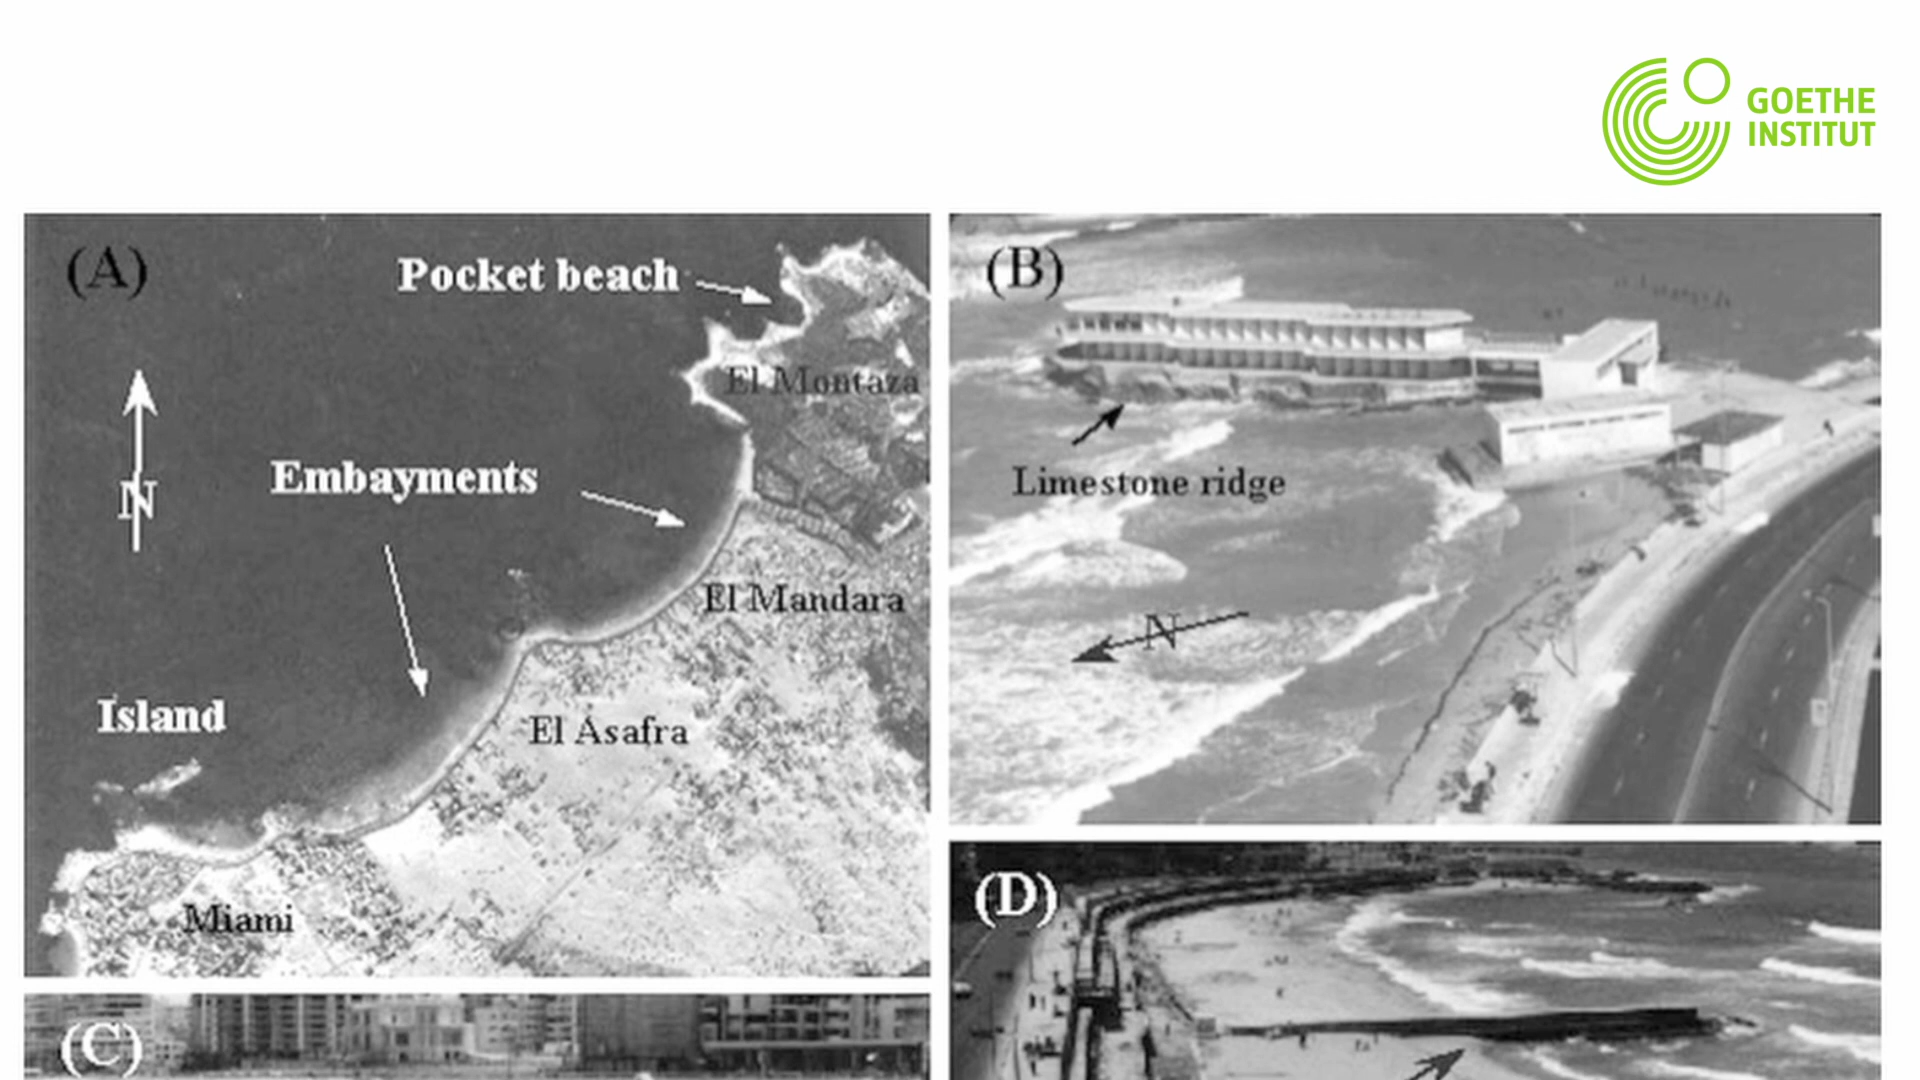 GOETHE
INSTITUT
(A)
Pocket beach
El Montaza
N
Embayments
El Mandara
Island
El Asafra
Miami
(B)
Limestone ridge
N
(C)
(D)